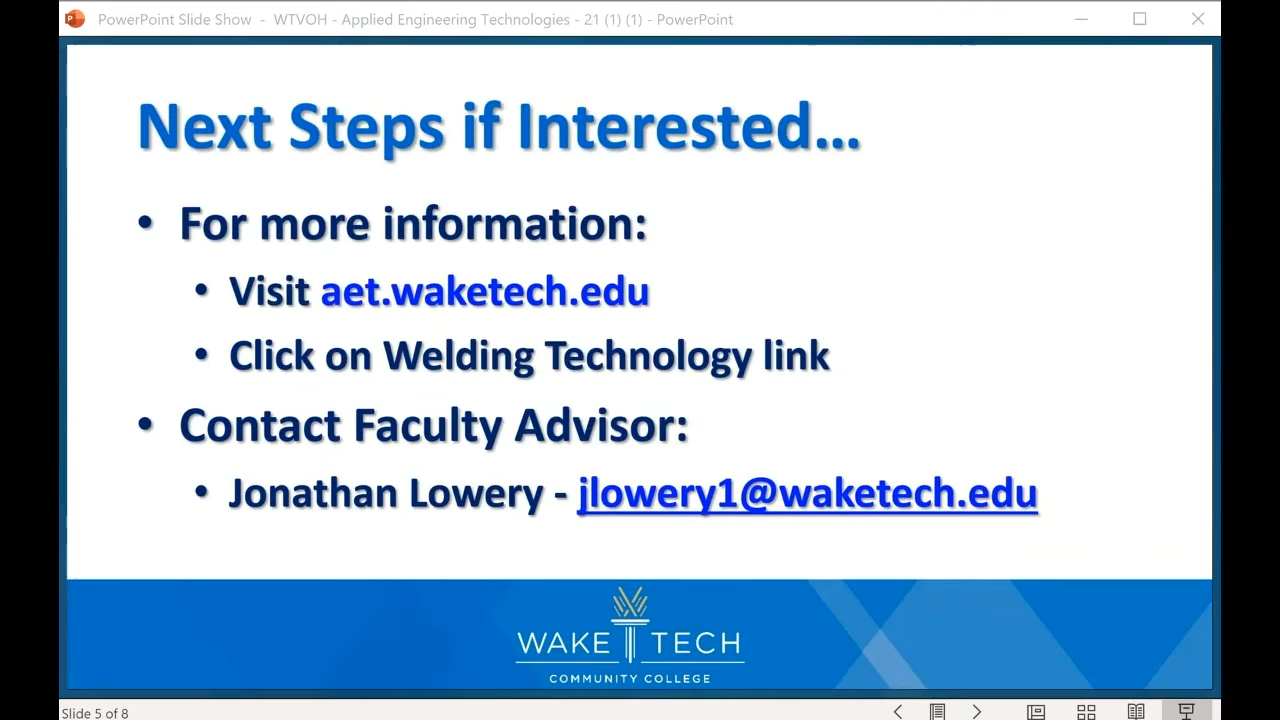 PowerPoint Slide Show - WTVOH - Applied Engineering Technologies - 21 (1) (1) - PowerPoint
Next Steps if Interested...
• For more information:
• Visit aet.waketech.edu
• Click on Welding Technology link
• Contact Faculty Advisor:
• Jonathan Lowery - jlowery1@waketech.edu
WAKE TECH
COMMUNITY COLLEGE
Slide 5 of 8